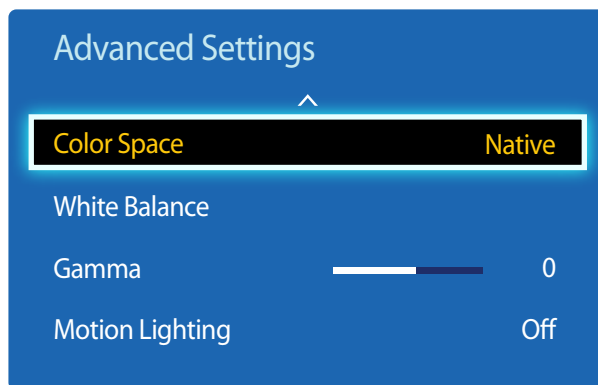 Advanced Settings
Color Space Native
White Balance
Gamma 0
Motion Lighting Off